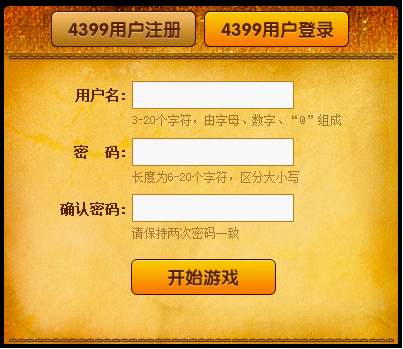 4399用户注册 4399用户登录
用户名:
3-20个字符，由字母、数字、“@”组成
密 码:
长度为6-20个字符，区分大小写
确认密码:
请保持两次密码一致
开始游戏